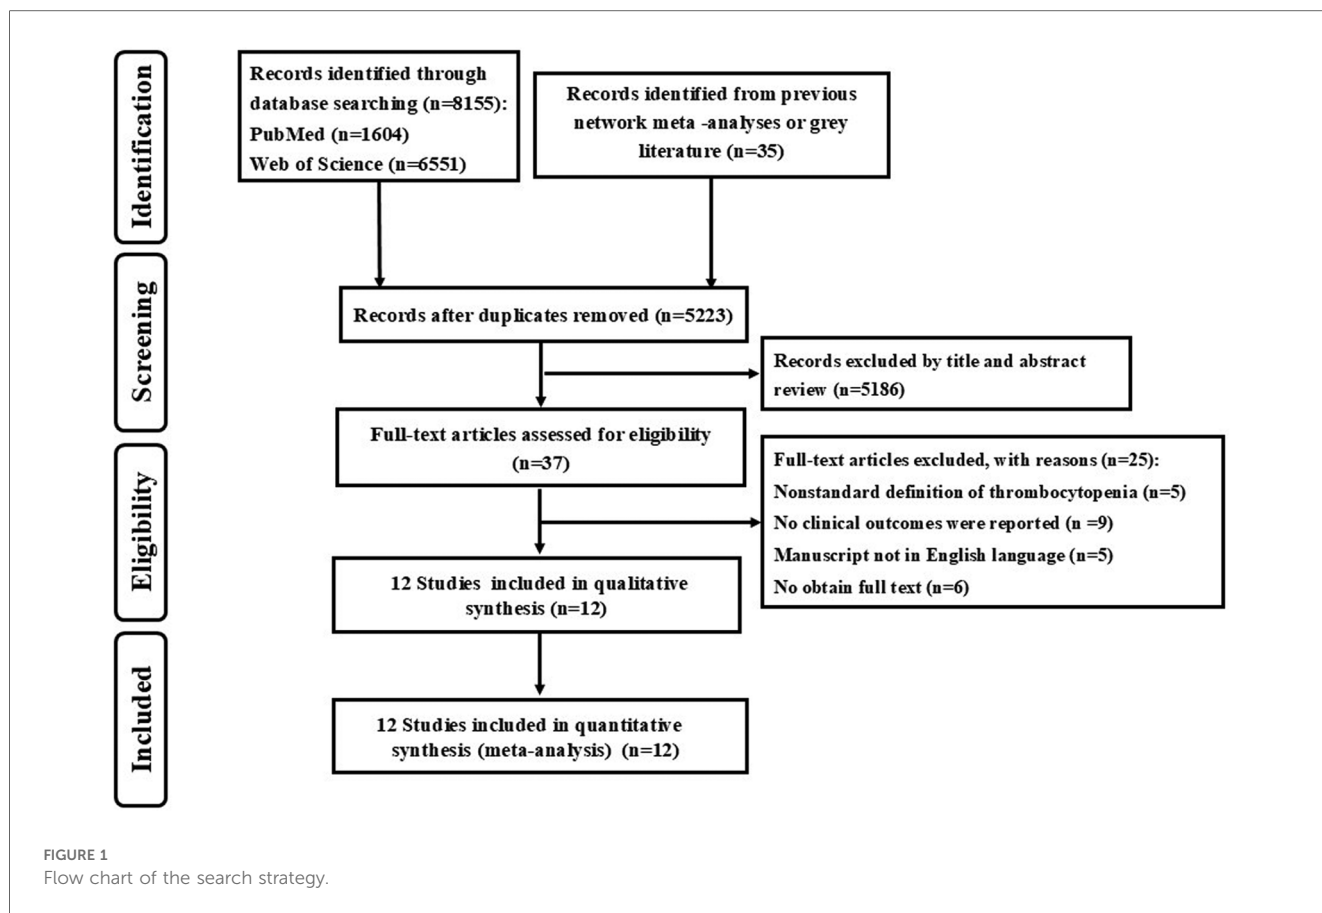 Identification
Records identified through
database searching (n=8155):
PubMed (n=1604)
Web of Science (n=6551)
Records identified from previous
network meta -analyses or grey
literature (n=35)
Screening
Records after duplicates removed (n=5223)
Records excluded by title and abstract
review (n=5186)
Full-text articles assessed for eligibility
(n=37)
Eligibility
Full-text articles excluded, with reasons (n=25):
Nonstandard definition of thrombocytopenia (n=5)
No clinical outcomes were reported (n =9)
Manuscript not in English language (n=5)
No obtain full text (n=6)
12 Studies included in qualitative
synthesis (n=12)
Included
12 Studies included in quantitative
synthesis (meta-analysis) (n=12)
FIGURE 1
Flow chart of the search strategy.